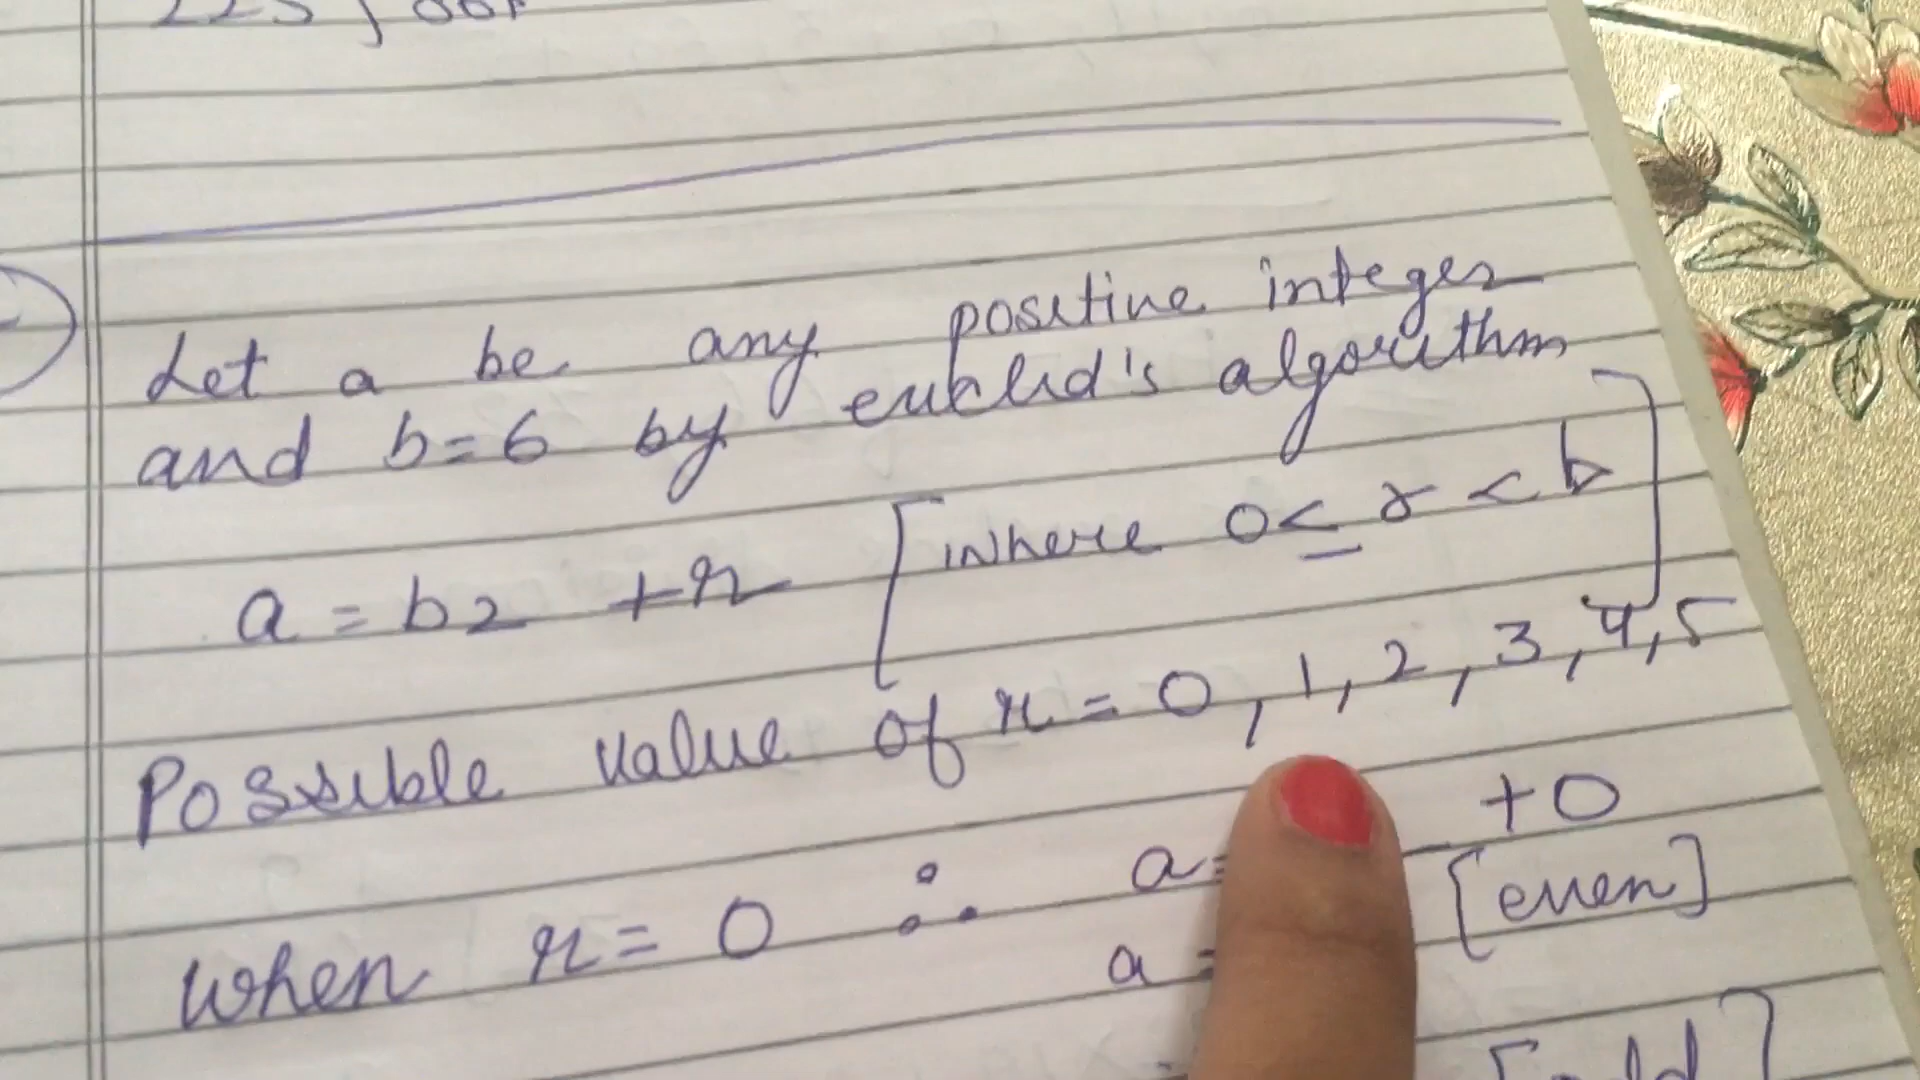 Let a be any positive integer
and b=6 by euclid's algorithm
a = bq + r [where 0 ≤ r < b]
Possible value of r = 0, 1, 2, 3, 4, 5
when r = 0 ∴ a= +0
a = [even]
[odd]